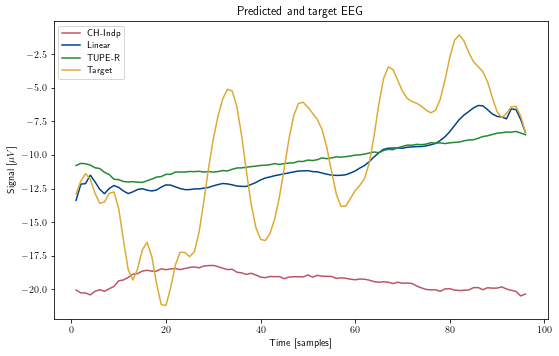 Predicted and target EEG
CH-Indp
Linear
TUPE-R
Target
Signal [μV]
−2.5
−5.0
−7.5
−10.0
−12.5
−15.0
−17.5
−20.0
0
20
40
60
80
100
Time [samples]